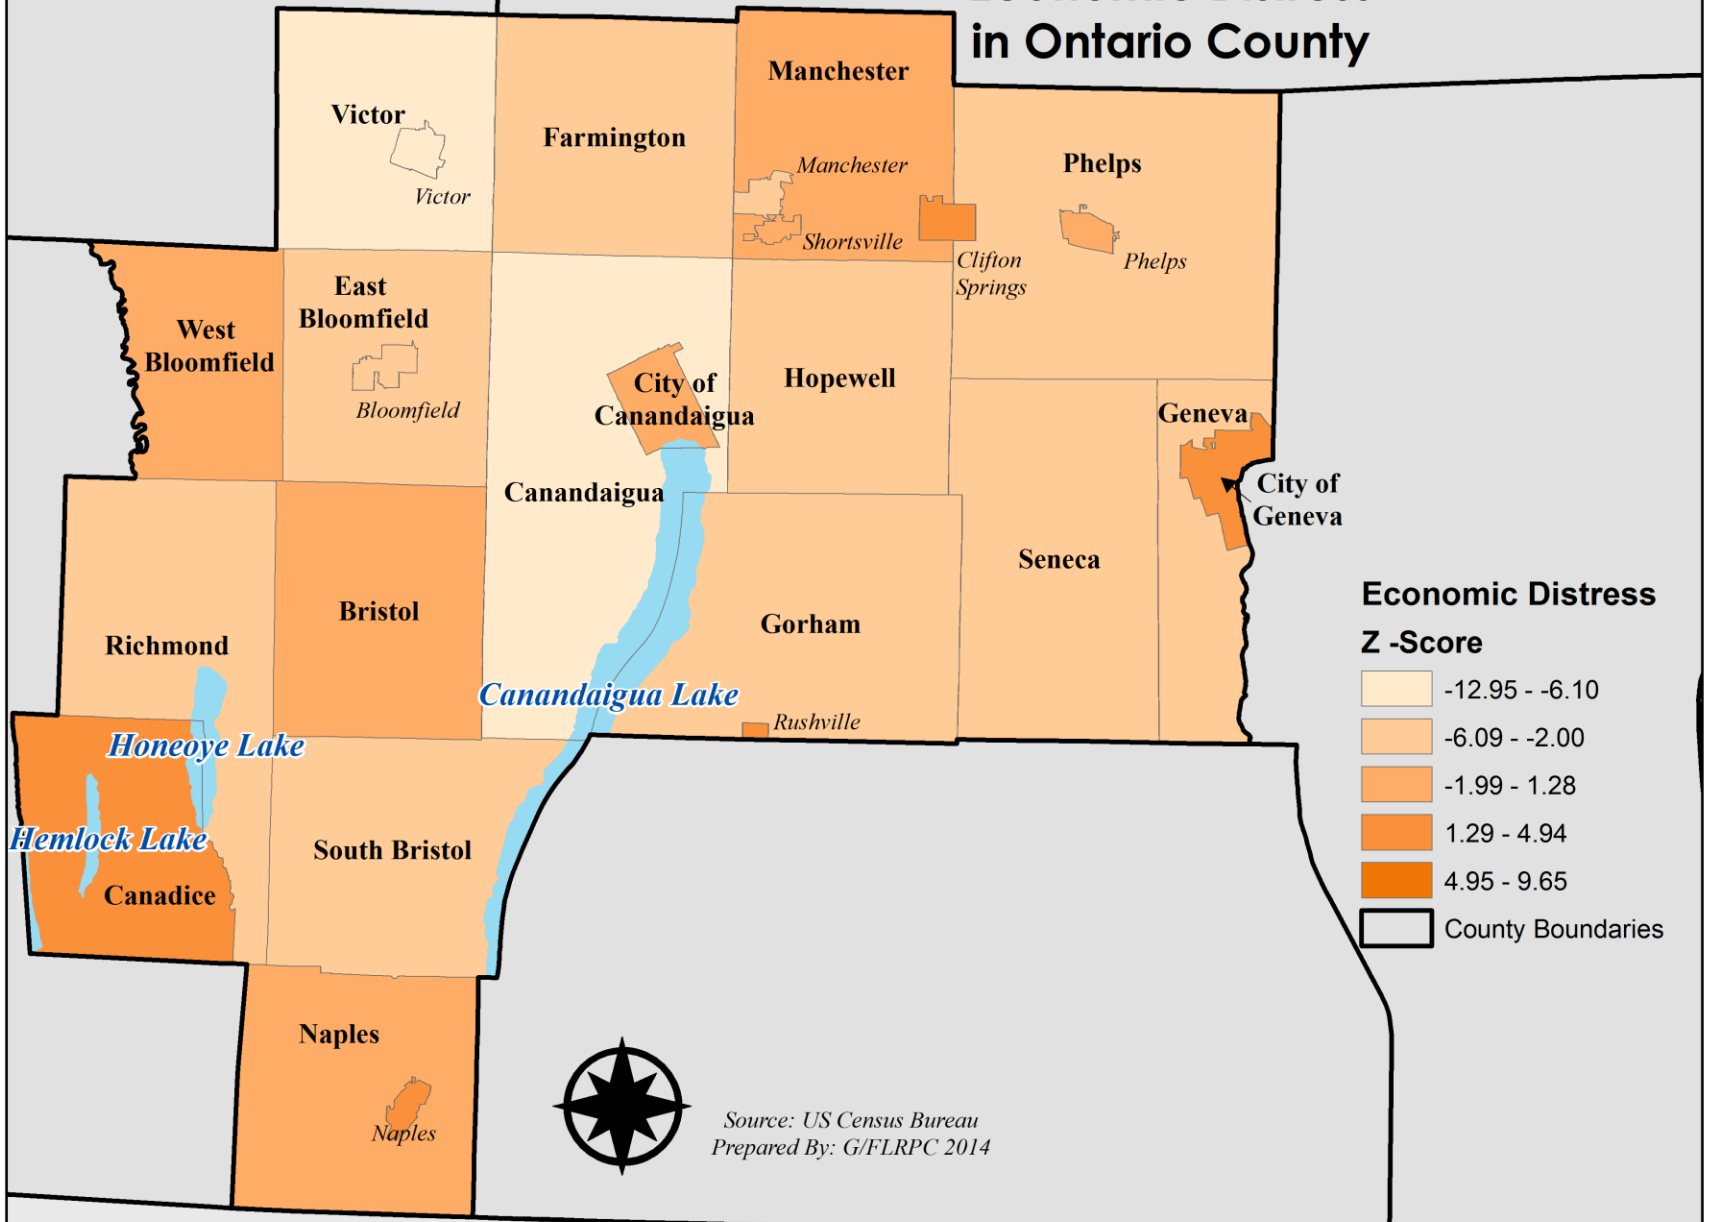 in Ontario County
Manchester
Victor
Farmington
Manchester
Phelps
Victor
Shortsville
Clifton
Springs
Phelps
East
Bloomfield
West
Bloomfield
City of
Canandaigua
Hopewell
Bloomfield
Geneva
Canandaigua
City of
Geneva
Seneca
Bristol
Gorham
Richmond
Canandaigua Lake
Rushville
Honeoye Lake
Hemlock Lake
South Bristol
Canadice
Naples
Naples
Economic Distress
Z -Score
-12.95 - -6.10
-6.09 - -2.00
-1.99 - 1.28
1.29 - 4.94
4.95 - 9.65
County Boundaries
Source: US Census Bureau
Prepared By: G/FLRPC 2014